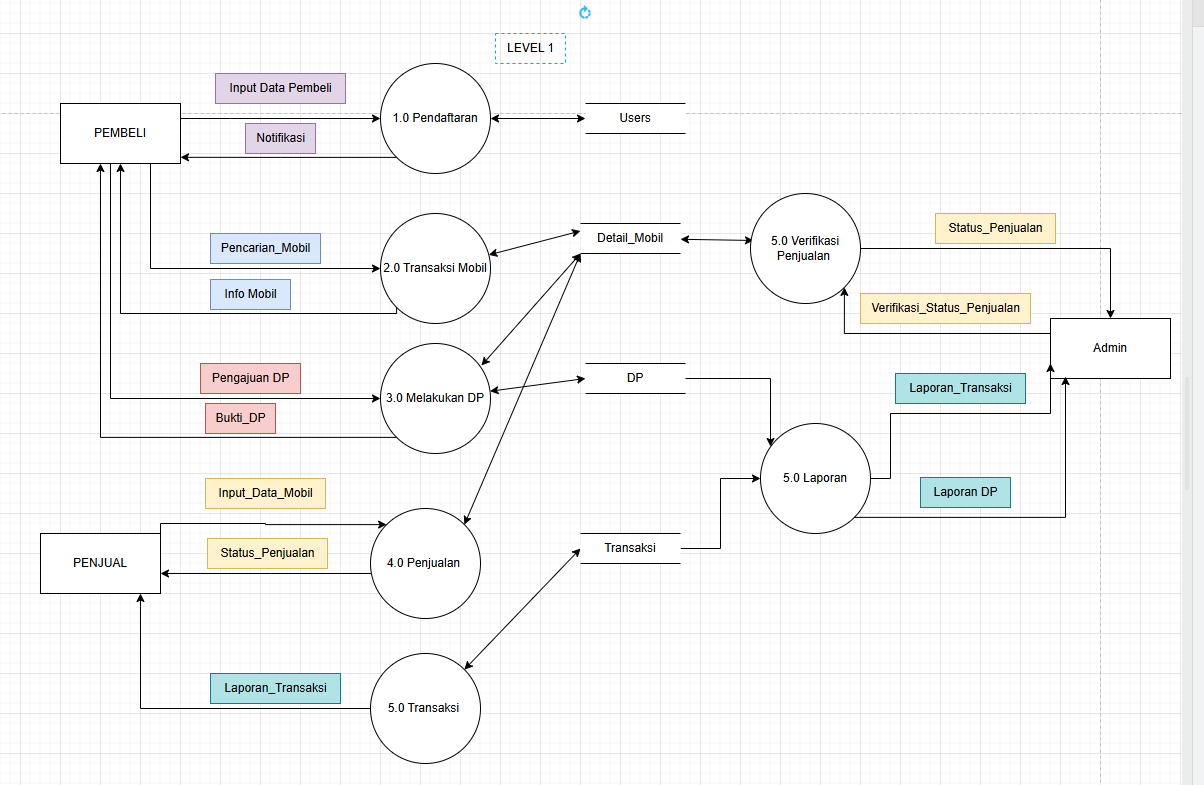 LEVEL 1
Input Data Pembeli
PEMBELI
1.0 Pendaftaran
Users
Notifikasi
Pencarian_Mobil
2.0 Transaksi Mobil
Info Mobil
Detail_Mobil
5.0 Verifikasi
Penjualan
Status_Penjualan
Verifikasi_Status_Penjualan
Admin
Pengajuan DP
3.0 Melakukan DP
Bukti_DP
DP
Laporan_Transaksi
5.0 Laporan
Laporan DP
Input_Data_Mobil
PENJUAL
Status_Penjualan
4.0 Penjualan
Transaksi
Laporan_Transaksi
5.0 Transaksi